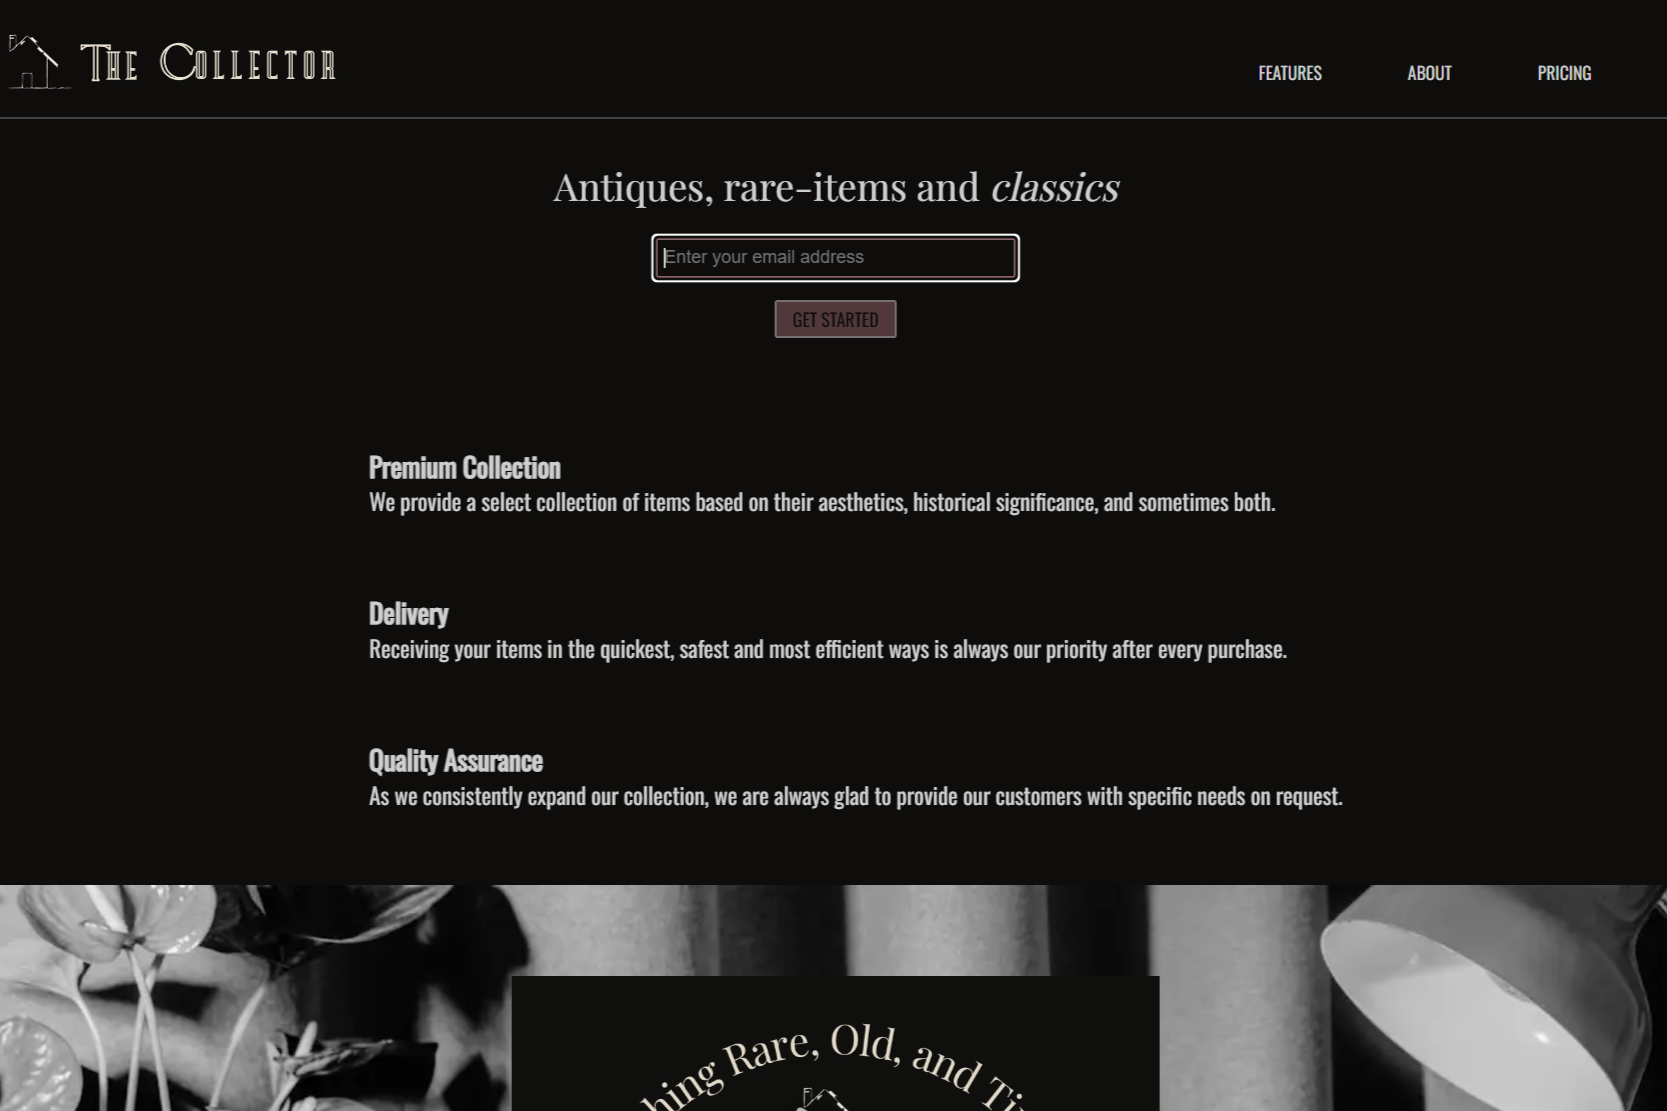 The Collector
FEATURES ABOUT PRICING
Antiques, rare-items and classics
Enter your email address
GET STARTED
Premium Collection
We provide a select collection of items based on their aesthetics, historical significance, and sometimes both.
Delivery
Receiving your items in the quickest, safest and most efficient ways is always our priority after every purchase.
Quality Assurance
As we consistently expand our collection, we are always glad to provide our customers with specific needs on request.
Rare, Old, and